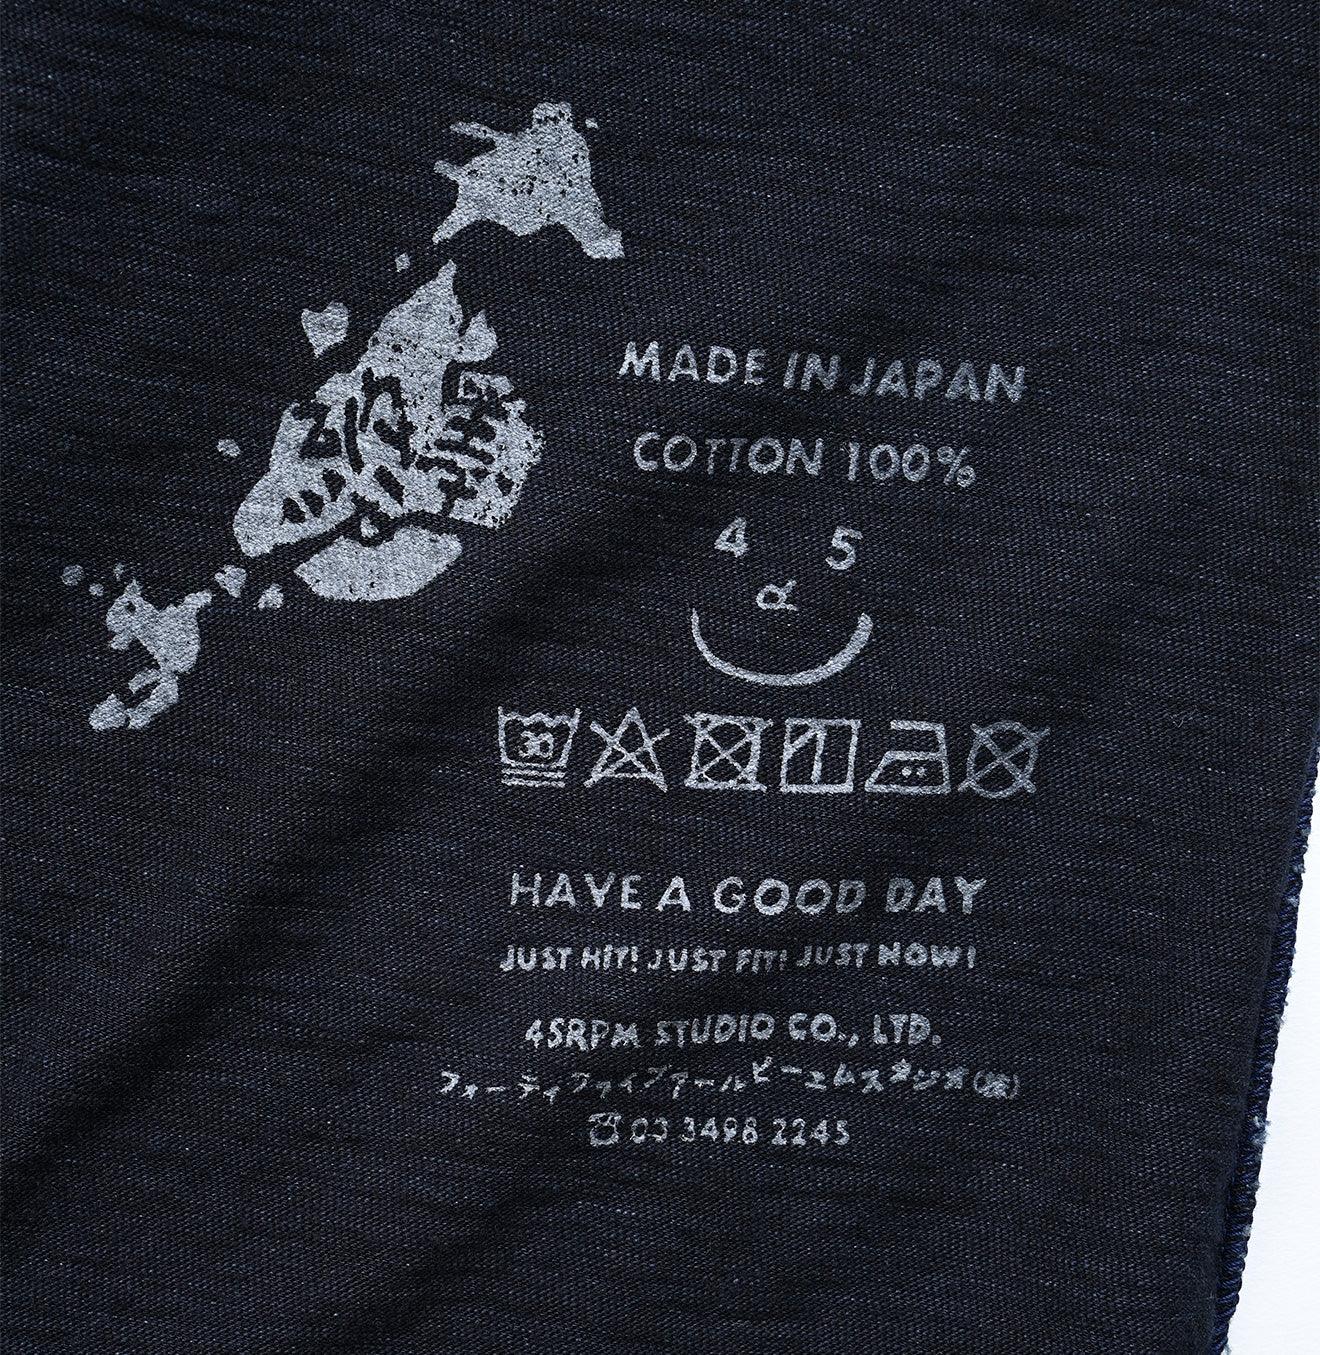 MADE IN JAPAN
COTTON 100%
4 5
R
30
HAVE A GOOD DAY
JUST HIT! JUST FIT! JUST NOW!
45RPM STUDIO CO., LTD.
フォーティファイブアールピーエムスタジオ(株)
☎03 3498 2245